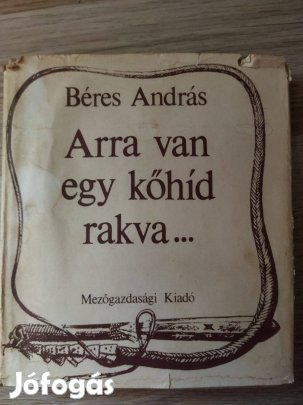 Béres András
Arra van
egy kőhíd
rakva...
Mezőgazdasági Kiadó
Jófogás